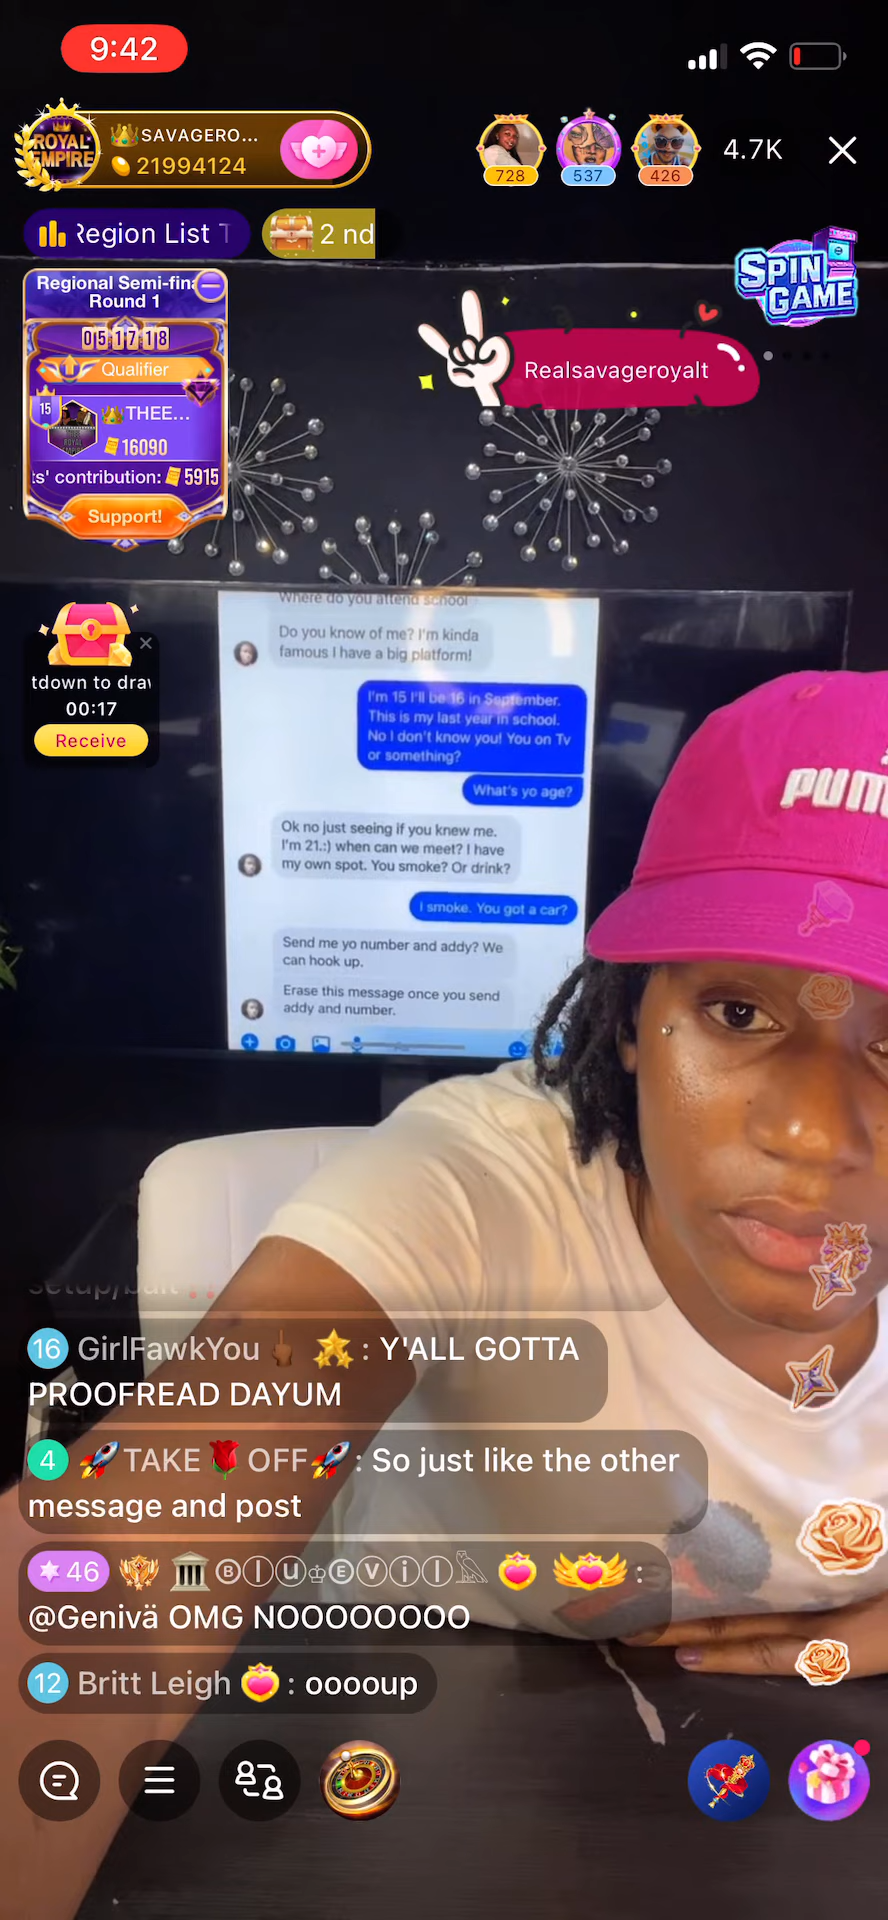 9:42
ROYAL
EMPIRE
SAVAGERO...
21994124
728
537
426
4.7K
Region List T
2 nd
SPIN
GAME
Regional Semi-fina
Round 1
05:17:18
Qualifier
15
THEE...
16090
ts' contribution: 5915
Support!
Realsavageroyalt
tdown to draw
00:17
Receive
Where do you attend school
Do you know of me? I'm kinda
famous I have a big platform!
I'm 15 I'll be 16 in September.
This is my last year in school.
No I don't know you! You on Tv
or something?
What's yo age?
Ok no just seeing if you knew me.
I'm 21.:) when can we meet? I have
my own spot. You smoke? Or drink?
I smoke. You got a car?
Send me yo number and addy? We
can hook up.
Erase this message once you send
addy and number.
PUM
16 GirlFawkYou🖕🏾 🌟 : Y'ALL GOTTA
PROOFREAD DAYUM
4 🚀TAKE🌹OFF🚀: So just like the other
message and post
46 🏛Ⓑⓛⓤ♔Ⓔⓥⓘⓛ𓅓 :
@Genivä OMG NOOOOOOOO
12 Britt Leigh : ooooup